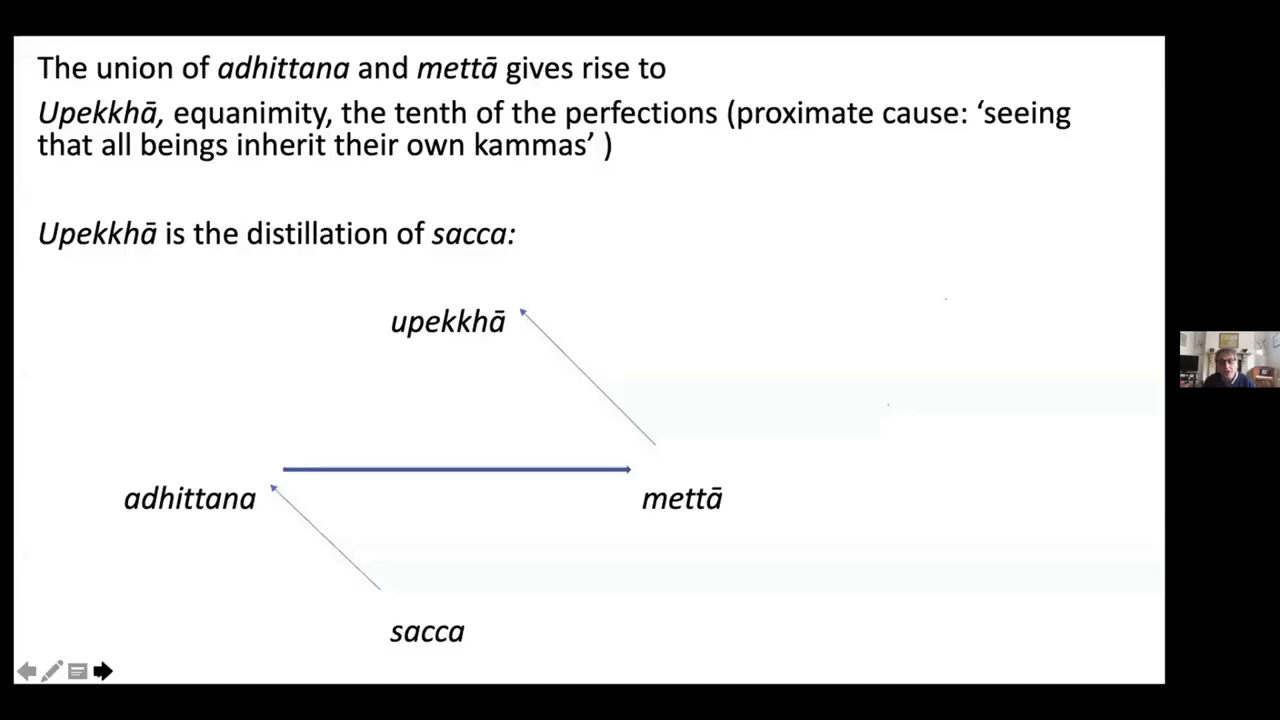 The union of adhittana and mettā gives rise to
Upekkhā, equanimity, the tenth of the perfections (proximate cause: ‘seeing
that all beings inherit their own kammas’ )
Upekkhā is the distillation of sacca:
upekkhā
adhittana
mettā
sacca